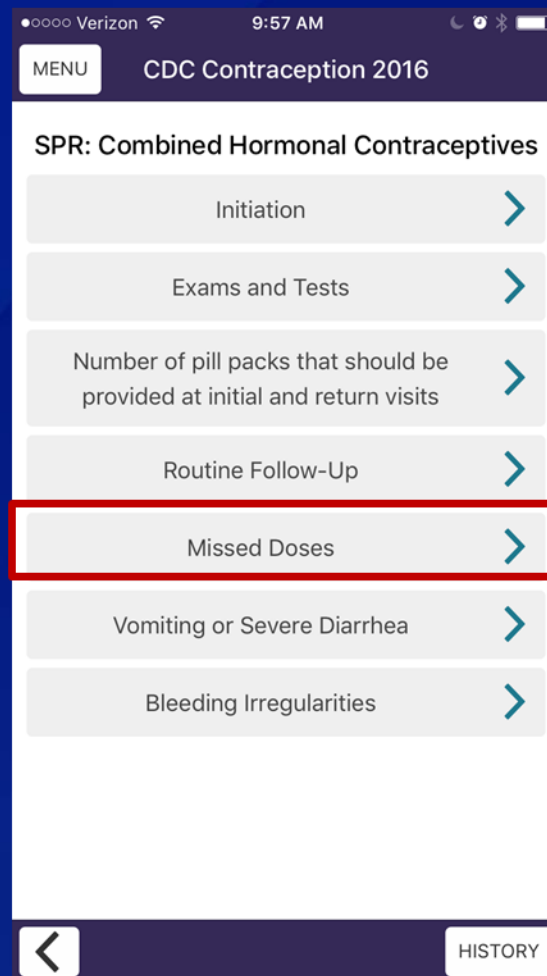 Verizon 9:57 AM
MENU CDC Contraception 2016
SPR: Combined Hormonal Contraceptives
Initiation
Exams and Tests
Number of pill packs that should be
provided at initial and return visits
Routine Follow-Up
Missed Doses
Vomiting or Severe Diarrhea
Bleeding Irregularities
HISTORY